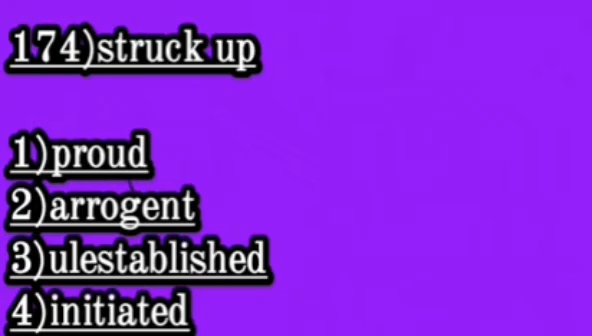 174)struck up
1)proud
2)arrogent
3)ulestablished
4)initiated